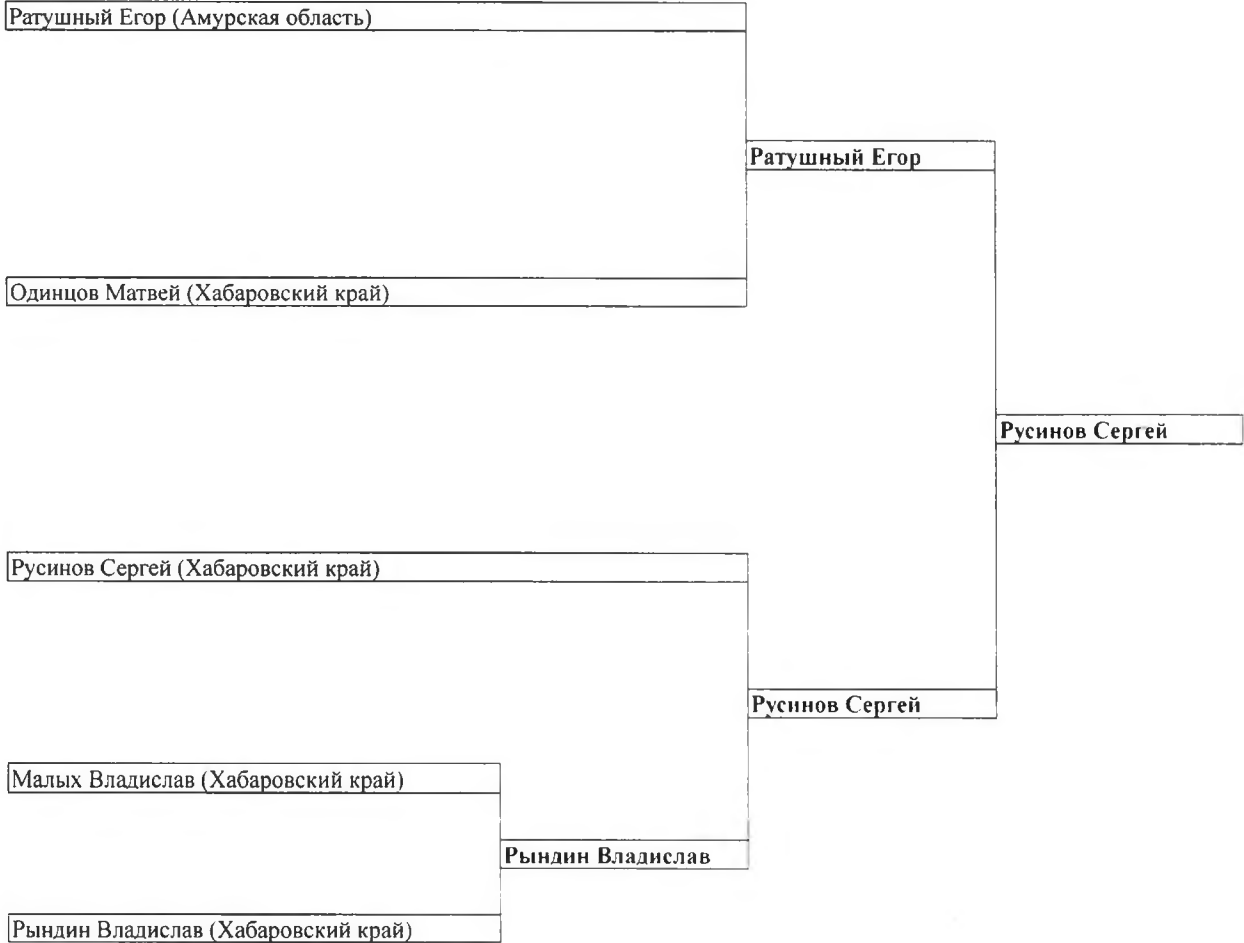 Ратушный Егор (Амурская область)
Ратушный Егор
Одинцов Матвей (Хабаровский край)
Русинов Сергей
Русинов Сергей (Хабаровский край)
Русинов Сергей
Малых Владислав (Хабаровский край)
Рындин Владислав
Рындин Владислав (Хабаровский край)